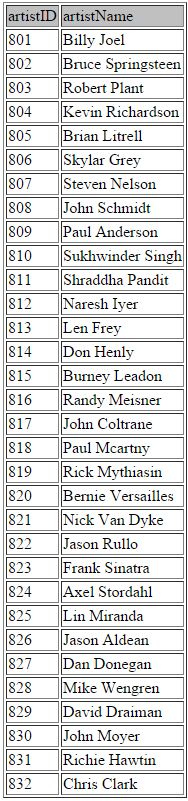 artistID artistName
801 Billy Joel
802 Bruce Springsteen
803 Robert Plant
804 Kevin Richardson
805 Brian Litrell
806 Skylar Grey
807 Steven Nelson
808 John Schmidt
809 Paul Anderson
810 Sukhwinder Singh
811 Shraddha Pandit
812 Naresh Iyer
813 Len Frey
814 Don Henly
815 Burney Leadon
816 Randy Meisner
817 John Coltrane
818 Paul Mcartny
819 Rick Mythiasin
820 Bernie Versailles
821 Nick Van Dyke
822 Jason Rullo
823 Frank Sinatra
824 Axel Stordahl
825 Lin Miranda
826 Jason Aldean
827 Dan Donegan
828 Mike Wengren
829 David Draiman
830 John Moyer
831 Richie Hawtin
832 Chris Clark